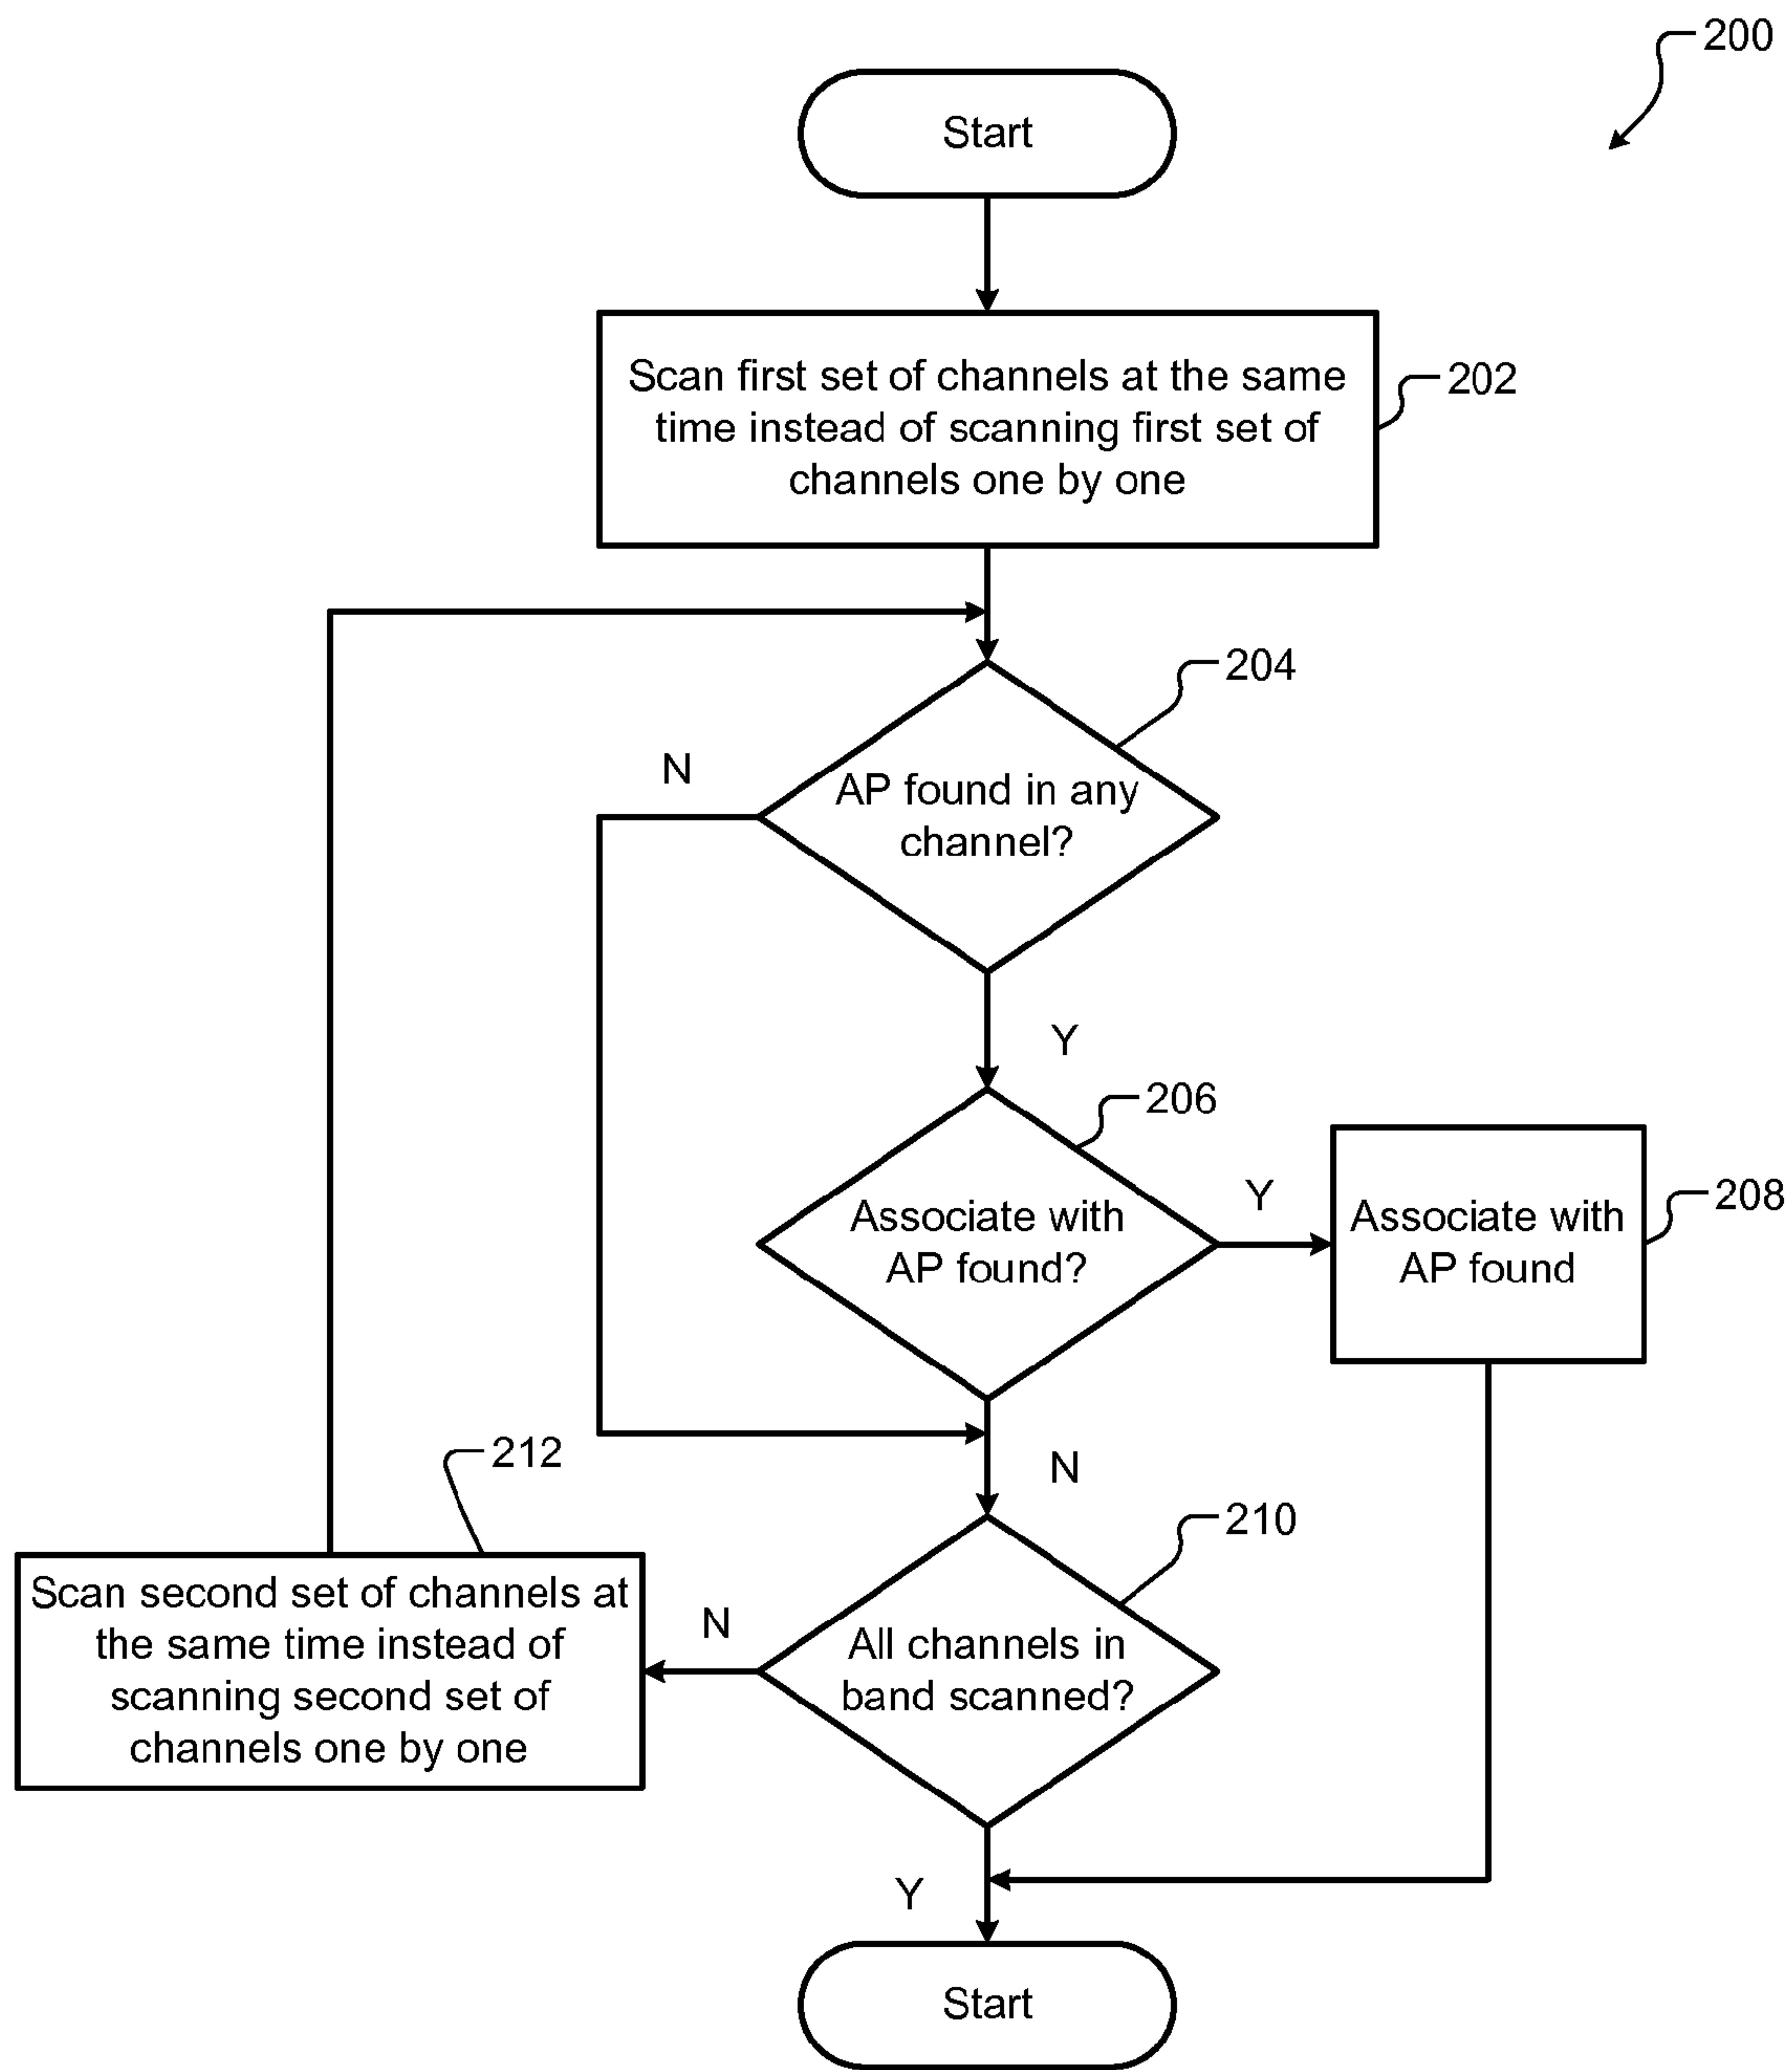 200
Start
Scan first set of channels at the same
time instead of scanning first set of
channels one by one
202
204
N
AP found in any
channel?
Y
206
Associate with
AP found?
Y
Associate with
AP found
208
N
212
210
Scan second set of channels at
the same time instead of
scanning second set of
channels one by one
N
All channels in
band scanned?
Y
Start